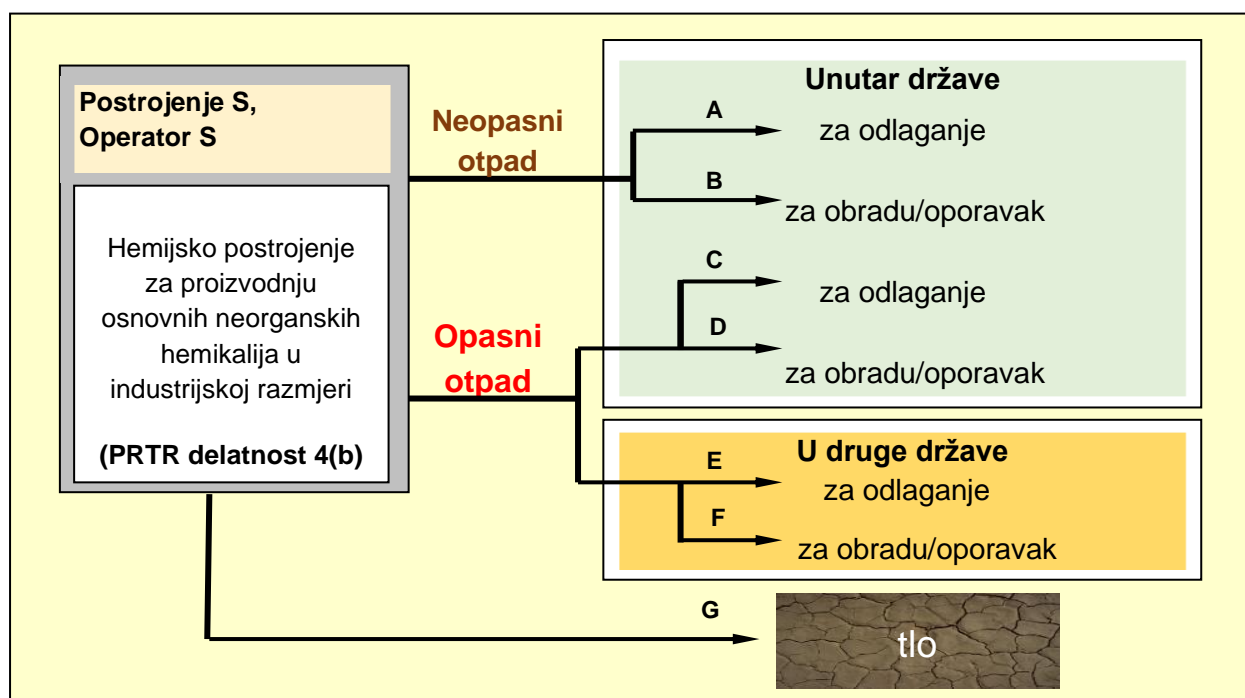 Postrojenje S,
Operator S
Hemijsko postrojenje
za proizvodnju
osnovnih neorganskih
hemikalija u
industrijskoj razmjeri
(PRTR delatnost 4(b)
Neopasni
otpad
Opasni
otpad
Unutar države
A
za odlaganje
B
za obradu/oporavak
C
za odlaganje
D
za obradu/oporavak
U druge države
E
za odlaganje
F
za obradu/oporavak
G
tlo